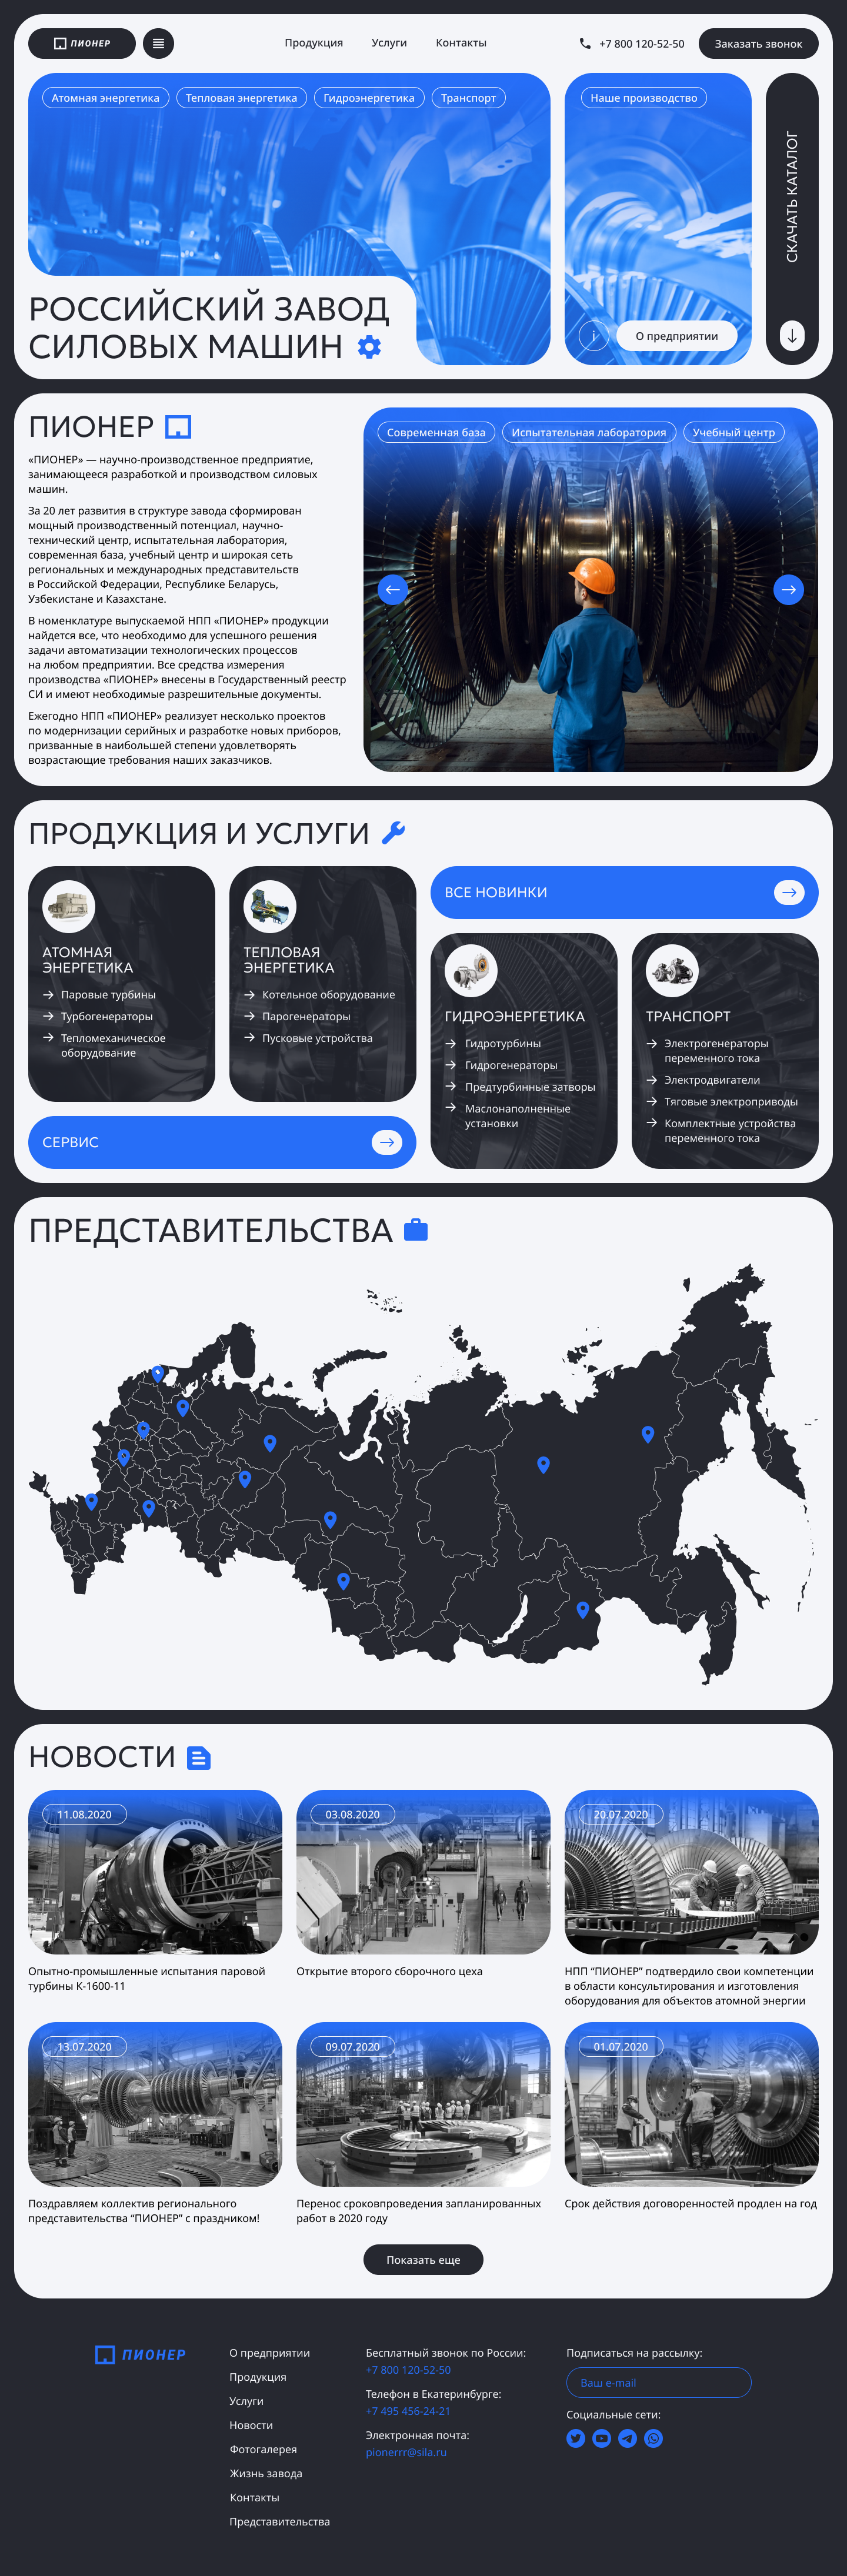 ПИОНЕР
Продукция
Услуги
Контакты
+7 800 120-52-50
Заказать звонок
Атомная энергетика
Тепловая энергетика
Гидроэнергетика
Транспорт
Наше производство
СКАЧАТЬ КАТАЛОГ
РОССИЙСКИЙ ЗАВОД
СИЛОВЫХ МАШИН
i
О предприятии
ПИОНЕР
«ПИОНЕР» — научно-производственное предприятие,
занимающееся разработкой и производством силовых
машин.
За 20 лет развития в структуре завода сформирован
мощный производственный потенциал, научно-
технический центр, испытательная лаборатория,
современная база, учебный центр и широкая сеть
региональных и международных представительств
в Российской Федерации, Республике Беларусь,
Узбекистане и Казахстане.
В номенклатуре выпускаемой НПП «ПИОНЕР» продукции
найдется все, что необходимо для успешного решения
задачи автоматизации технологических процессов
на любом предприятии. Все средства измерения
производства «ПИОНЕР» внесены в Государственный реестр
СИ и имеют необходимые разрешительные документы.
Ежегодно НПП «ПИОНЕР» реализует несколько проектов
по модернизации серийных и разработке новых приборов,
призванные в наибольшей степени удовлетворять
возрастающие требования наших заказчиков.
Современная база
Испытательная лаборатория
Учебный центр
ПРОДУКЦИЯ И УСЛУГИ
АТОМНАЯ
ЭНЕРГЕТИКА
Паровые турбины
Турбогенераторы
Тепломеханическое
оборудование
ТЕПЛОВАЯ
ЭНЕРГЕТИКА
Котельное оборудование
Парогенераторы
Пусковые устройства
ВСЕ НОВИНКИ
ГИДРОЭНЕРГЕТИКА
Гидротурбины
Гидрогенераторы
Предтурбинные затворы
Маслонаполненные
установки
ТРАНСПОРТ
Электрогенераторы
переменного тока
Электродвигатели
Тяговые электроприводы
Комплектные устройства
переменного тока
СЕРВИС
ПРЕДСТАВИТЕЛЬСТВА
НОВОСТИ
11.08.2020
Опытно-промышленные испытания паровой
турбины К-1600-11
03.08.2020
Открытие второго сборочного цеха
20.07.2020
НПП “ПИОНЕР” подтвердило свои компетенции
в области консультирования и изготовления
оборудования для объектов атомной энергии
13.07.2020
Поздравляем коллектив регионального
представительства “ПИОНЕР” с праздником!
09.07.2020
Перенос сроковпроведения запланированных
работ в 2020 году
01.07.2020
Срок действия договоренностей продлен на год
Показать еще
ПИОНЕР
О предприятии
Продукция
Услуги
Новости
Фотогалерея
Жизнь завода
Контакты
Представительства
Бесплатный звонок по России:
+7 800 120-52-50
Телефон в Екатеринбурге:
+7 495 456-24-21
Электронная почта:
pionerrr@sila.ru
Подписаться на рассылку:
Ваш e-mail
Социальные сети: